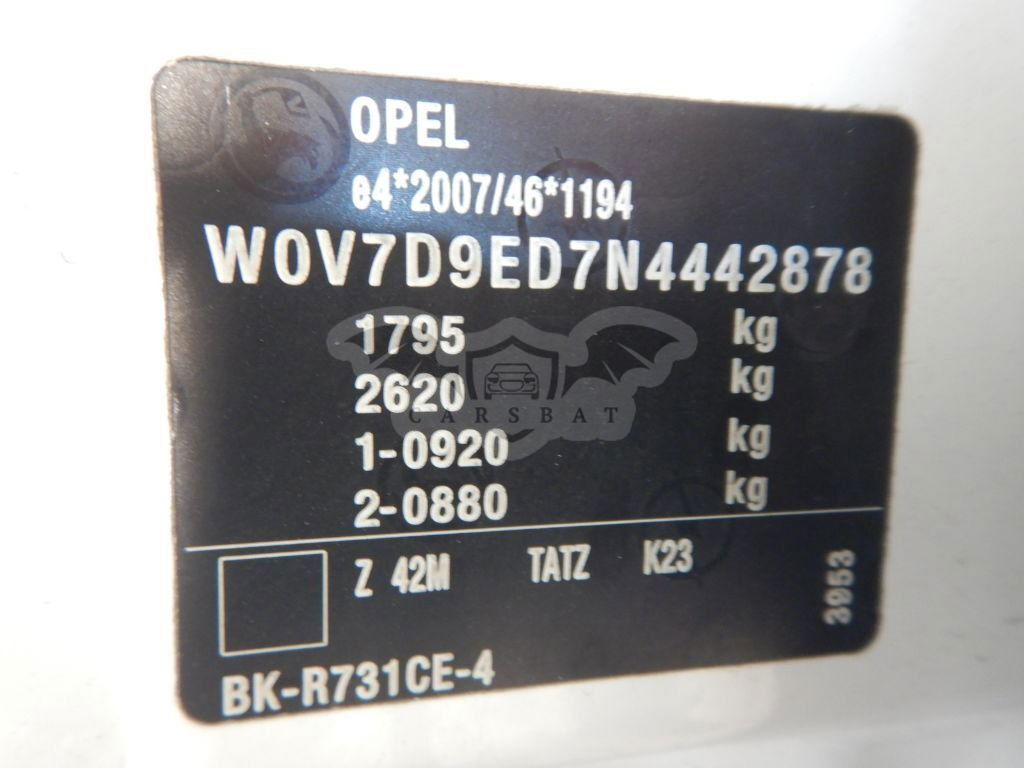 OPEL
e4*2007/46*1194
W0V7D9ED7N4442878
1795 kg
2620 kg
CARSBAT
1-0920 kg
2-0880 kg
Z 42M TATZ K23
3953
BK-R731CE-4